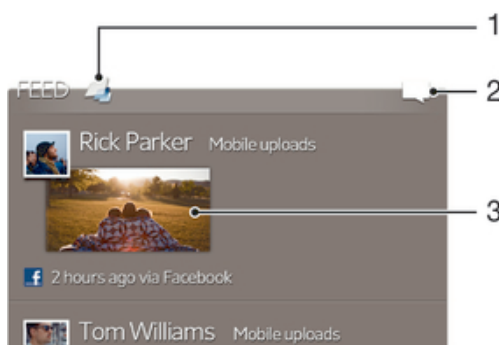 1
FEED
2
Rick Parker Mobile uploads
3
f 2 hours ago via Facebook
Tom Williams Mobile uploads